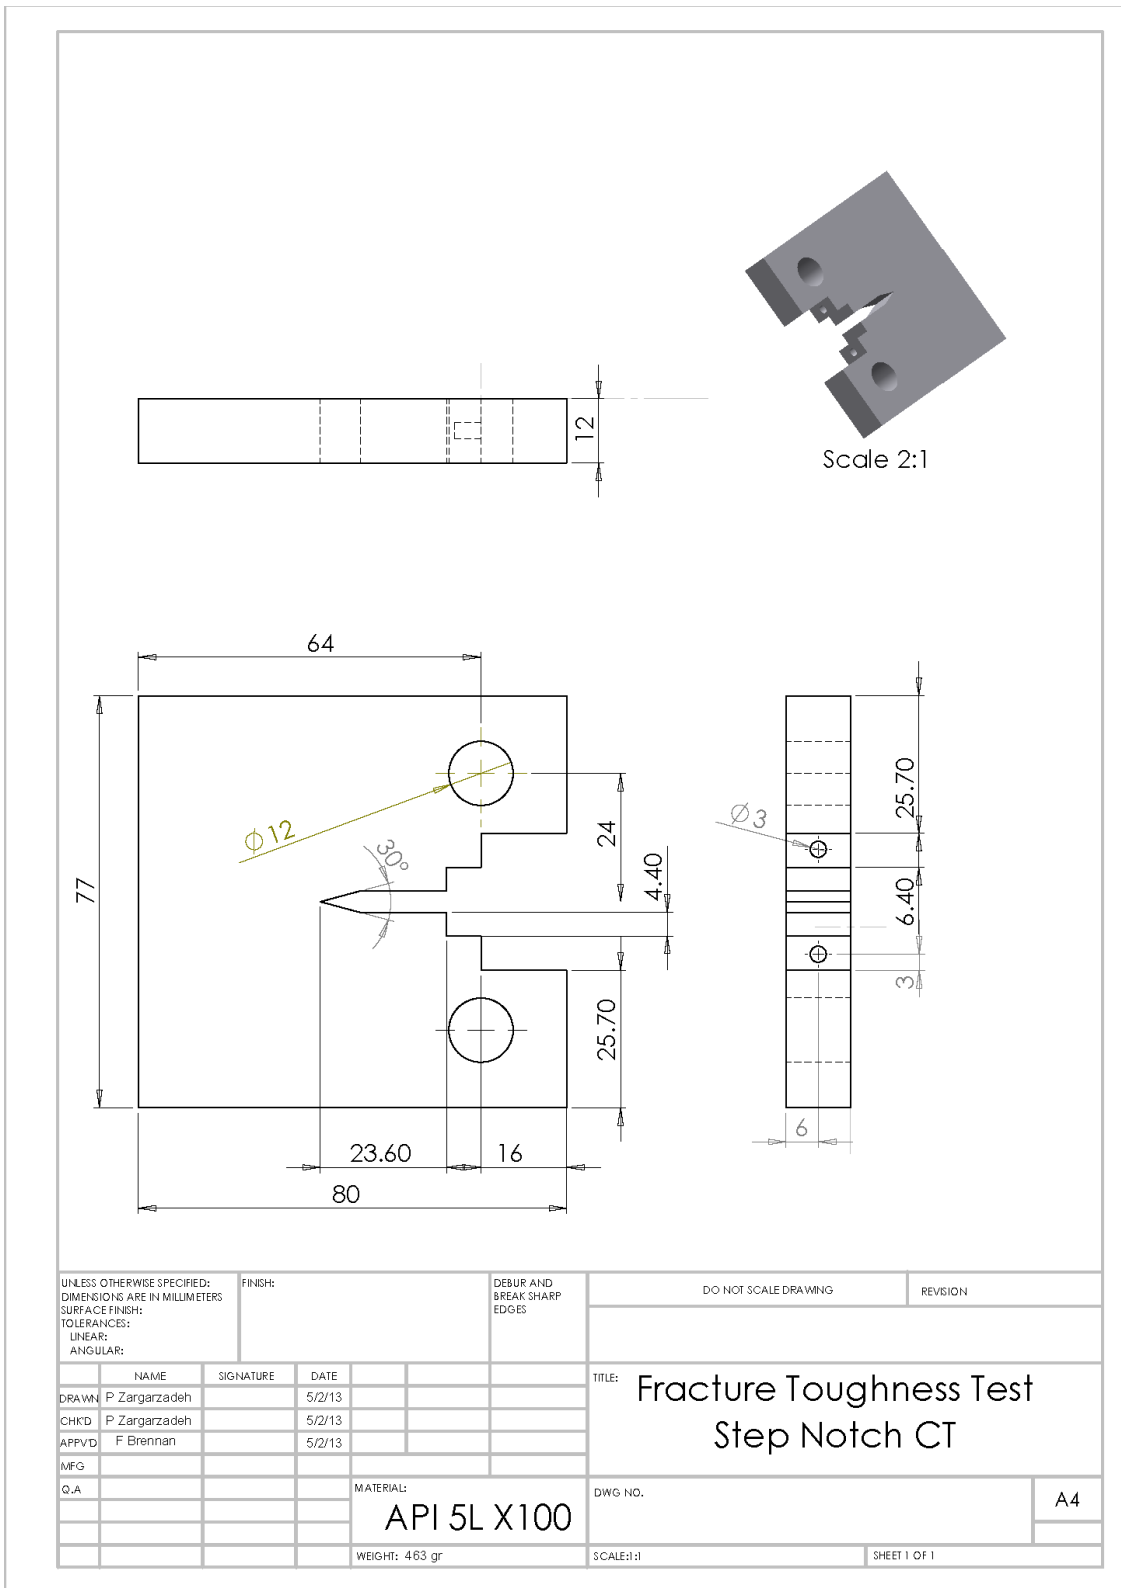 12
Scale 2:1
64
Ø12
30°
77
24
4.40
25.70
23.60
16
80
25.70
Ø3
6.40
3
6
UNLESS OTHERWISE SPECIFIED:
DIMENSIONS ARE IN MILLIMETERS
SURFACE FINISH:
TOLERANCES:
LINEAR:
ANGULAR:
FINISH:
DEBUR AND
BREAK SHARP
EDGES
DO NOT SCALE DRAWING
REVISION
NAME SIGNATURE DATE
DRAWN P Zargarzadeh 5/2/13
CHK'D P Zargarzadeh 5/2/13
APPV'D F Brennan 5/2/13
MFG
Q.A
TITLE:
Fracture Toughness Test
Step Notch CT
MATERIAL:
API 5L X100
DWG NO.
A4
WEIGHT: 463 gr
SCALE:1:1
SHEET 1 OF 1